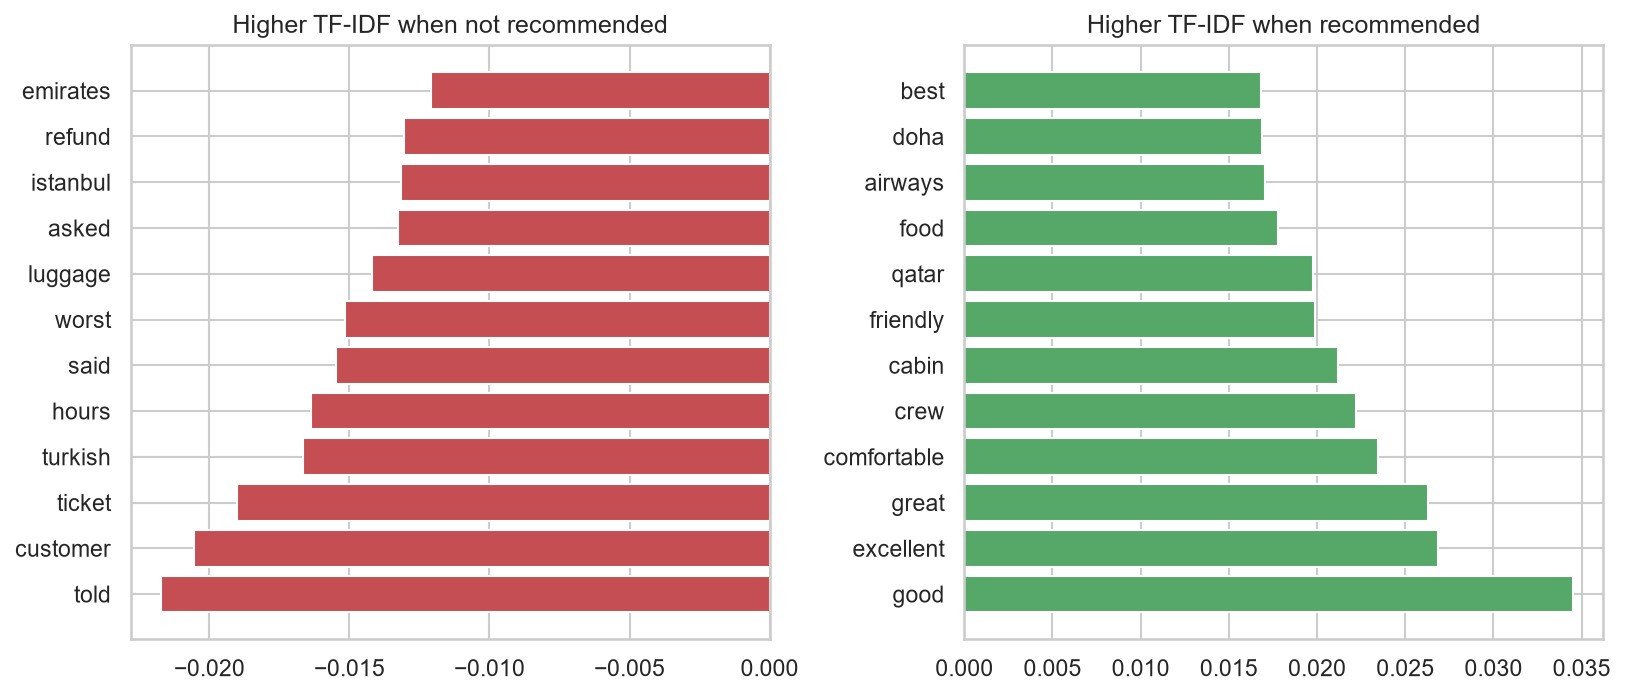 Higher TF-IDF when not recommended
emirates
refund
istanbul
asked
luggage
worst
said
hours
turkish
ticket
customer
told
−0.020 −0.015 −0.010 −0.005 0.000
Higher TF-IDF when recommended
best
doha
airways
food
qatar
friendly
cabin
crew
comfortable
great
excellent
good
0.000 0.005 0.010 0.015 0.020 0.025 0.030 0.035